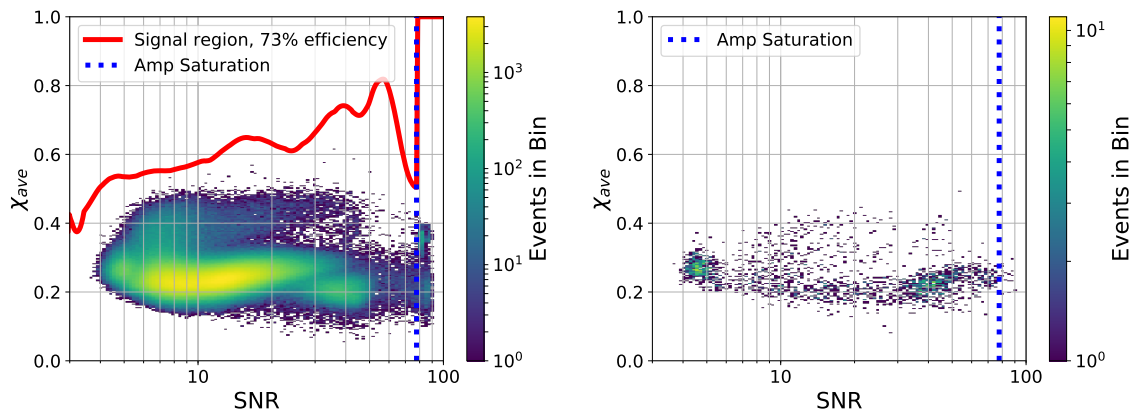 Signal region, 73% efficiency
Amp Saturation
1.0
0.8
0.6
0.4
0.2
0.0
χave
10
100
SNR
10³
10²
10¹
10⁰
Events in Bin
Amp Saturation
1.0
0.8
0.6
0.4
0.2
0.0
χave
10
100
SNR
10¹
10⁰
Events in Bin